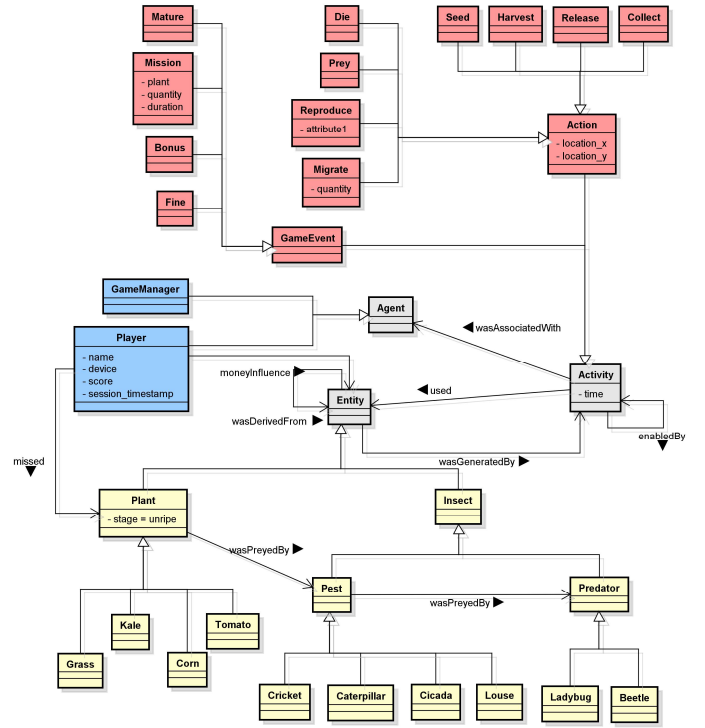 Mature
Die
Seed
Harvest
Release
Collect
Mission
- plant
- quantity
- duration
Prey
Reproduce
- attribute1
Action
- location_x
- location_y
Bonus
Migrate
- quantity
Fine
GameEvent
GameManager
Agent
wasAssociatedWith
Player
- name
- device
- score
- session_timestamp
moneyInfluence
Activity
- time
used
Entity
wasDerivedFrom
enabledBy
missed
wasGeneratedBy
Plant
- stage = unripe
Insect
wasPreyedBy
Pest
wasPreyedBy
Predator
Kale
Tomato
Grass
Corn
Cricket
Caterpillar
Cicada
Louse
Ladybug
Beetle